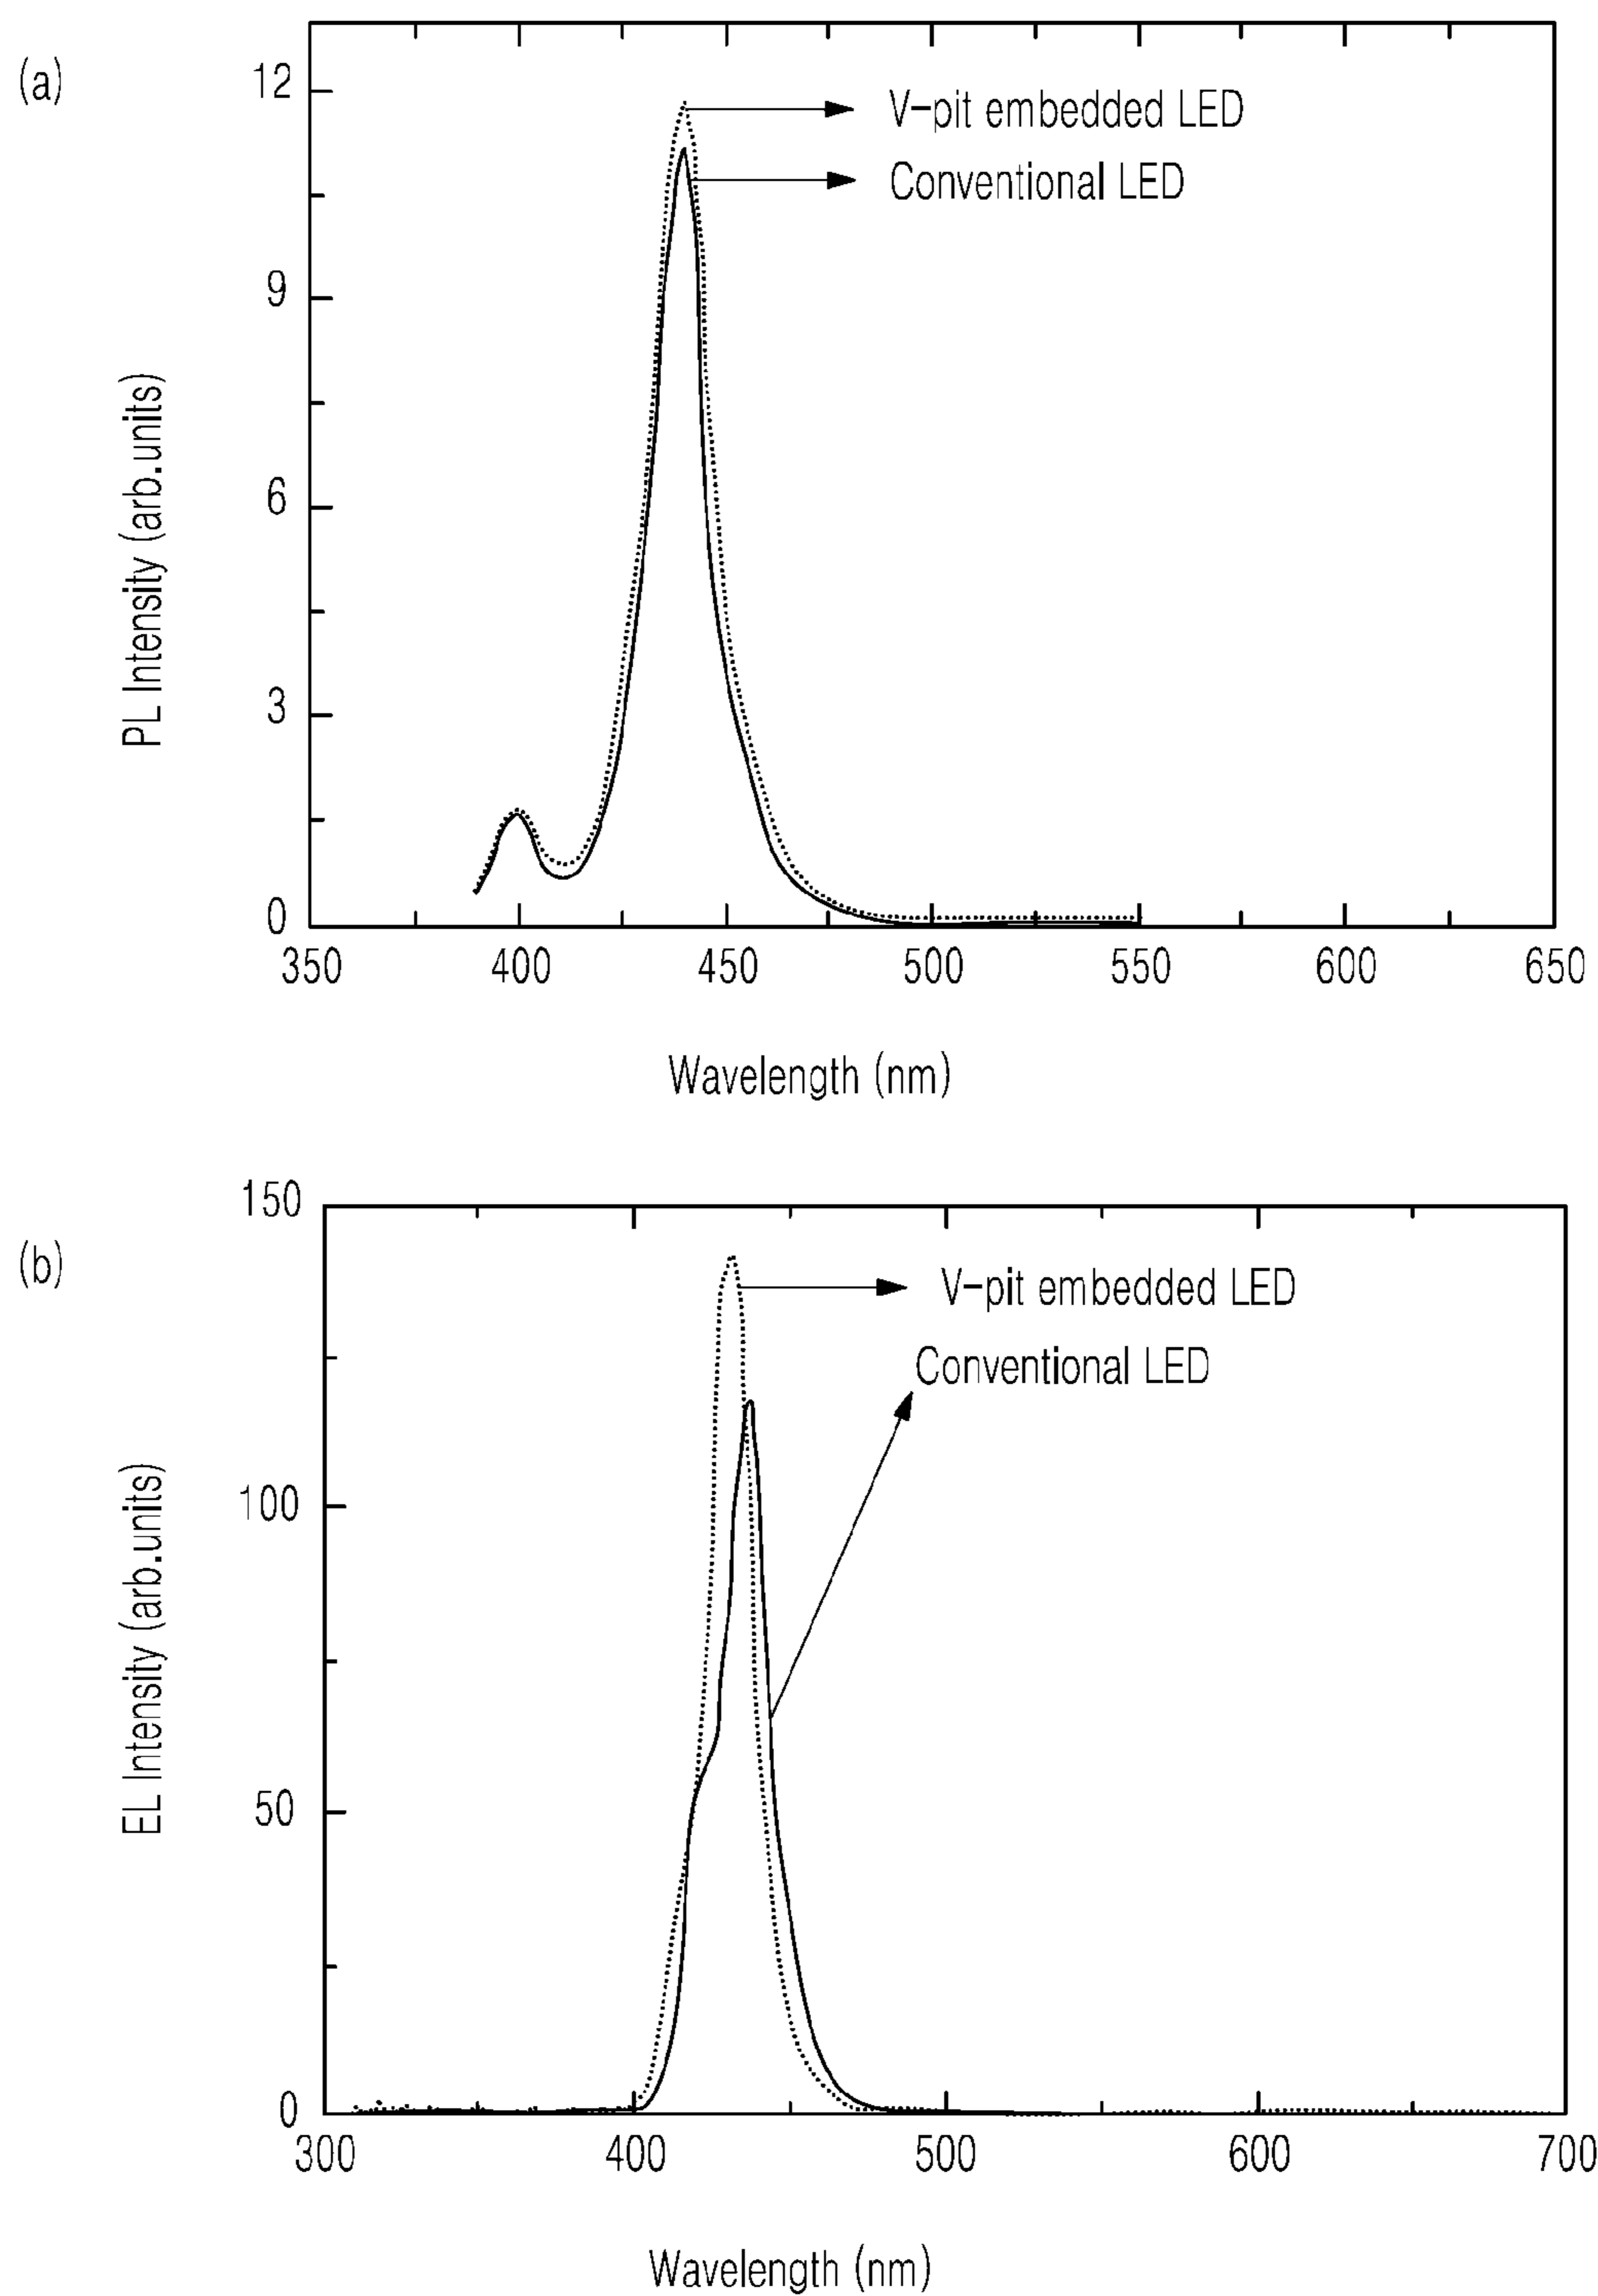 (a)
12
9
6
3
0
PL Intensity (arb.units)
V-pit embedded LED
Conventional LED
350 400 450 500 550 600 650
Wavelength (nm)
(b)
150
100
50
0
EL Intensity (arb.units)
V-pit embedded LED
Conventional LED
300 400 500 600 700
Wavelength (nm)